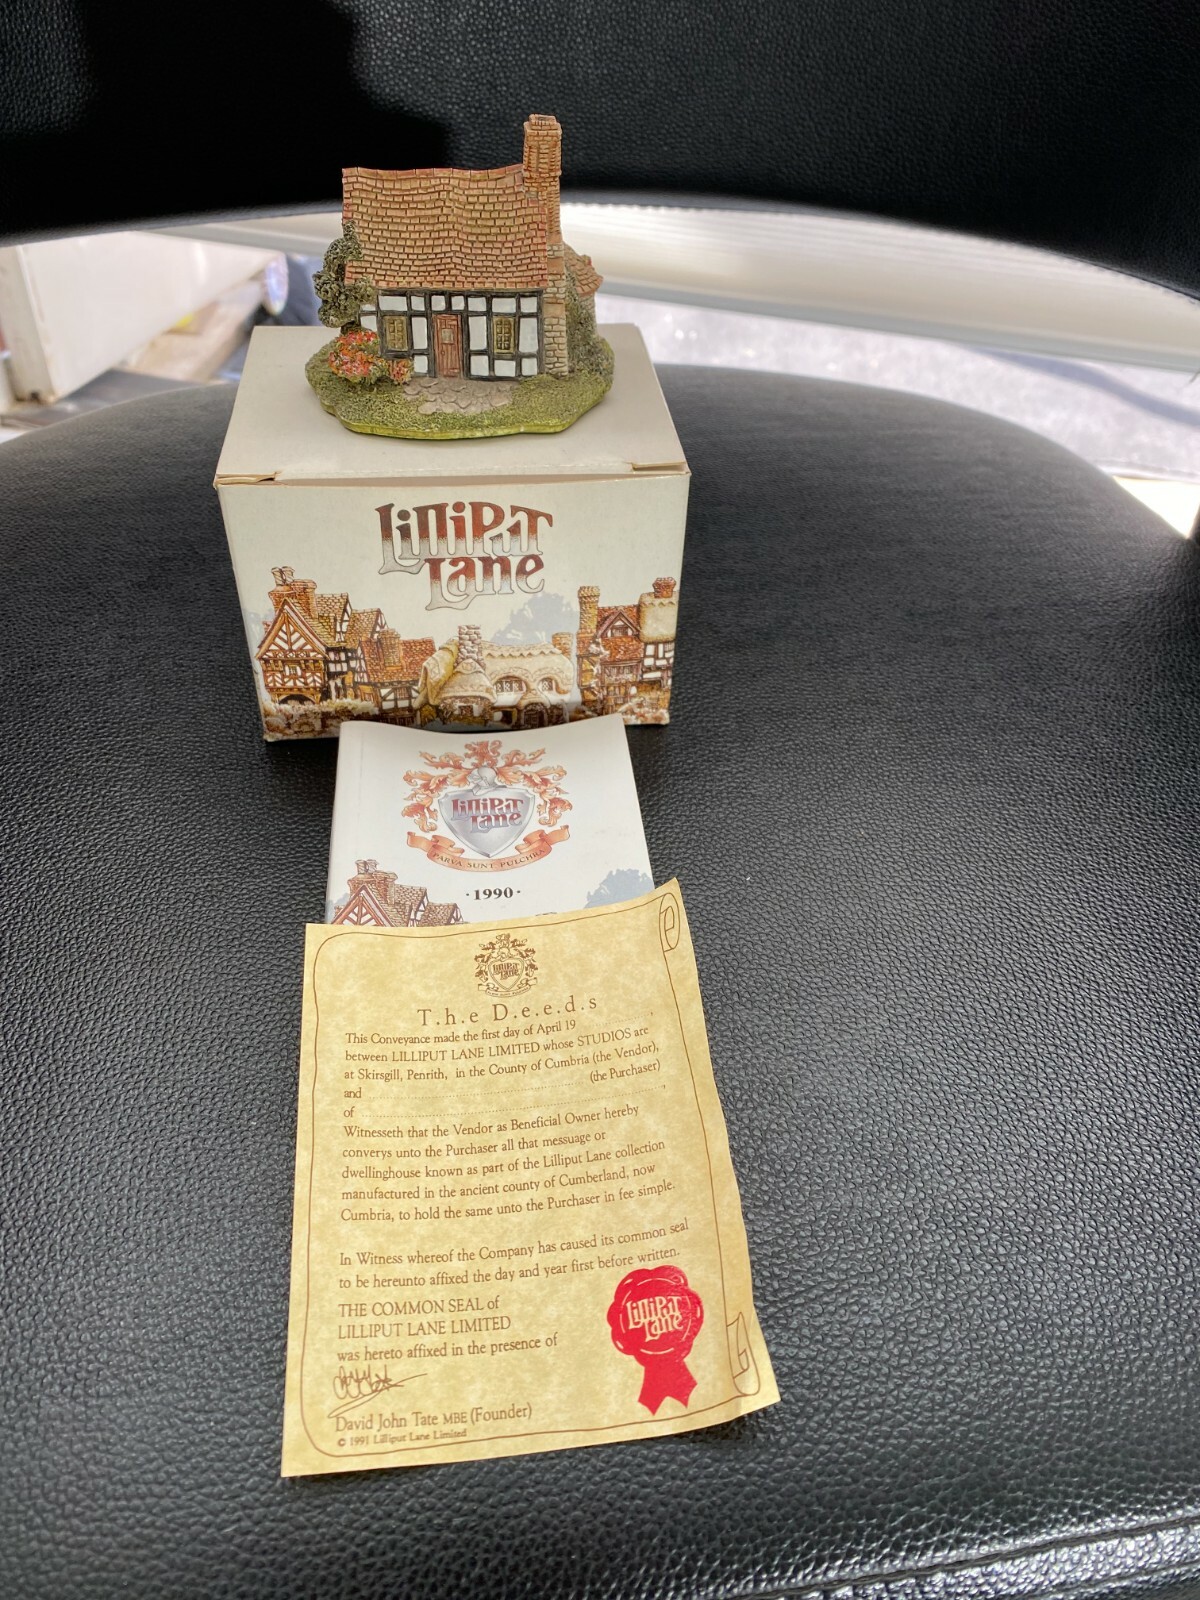 Lilliput
Lane
Lilliput
Lane
PARVA SUNT PULCHRA
·1990·
Lilliput
Lane
T.h.e D.e.e.d.s
This Conveyance made the first day of April 19          ,
between LILLIPUT LANE LIMITED whose STUDIOS are
at Skirsgill, Penrith, in the County of Cumbria (the Vendor),
and ........................................ (the Purchaser)
of ........................................................,
Witnesseth that the Vendor as Beneficial Owner hereby
converys unto the Purchaser all that messuage or
dwellinghouse known as part of the Lilliput Lane collection
manufactured in the ancient county of Cumberland, now
Cumbria, to hold the same unto the Purchaser in fee simple.
In Witness whereof the Company has caused its common seal
to be hereunto affixed the day and year first before written.
THE COMMON SEAL of
LILLIPUT LANE LIMITED
was hereto affixed in the presence of
David John Tate MBE (Founder)
© 1991 Lilliput Lane Limited
Lilliput
Lane